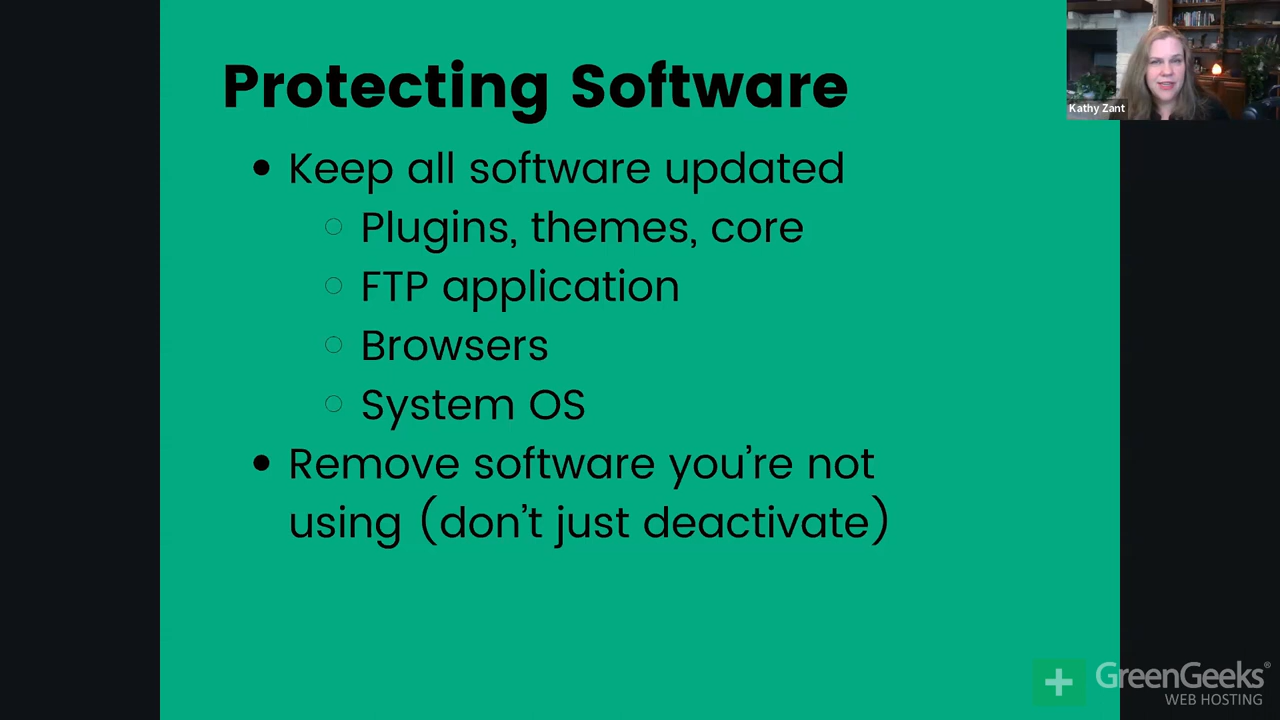 Protecting Software
Kathy Zant
• Keep all software updated
○ Plugins, themes, core
○ FTP application
○ Browsers
○ System OS
• Remove software you’re not
using (don’t just deactivate)
GreenGeeks®
WEB HOSTING